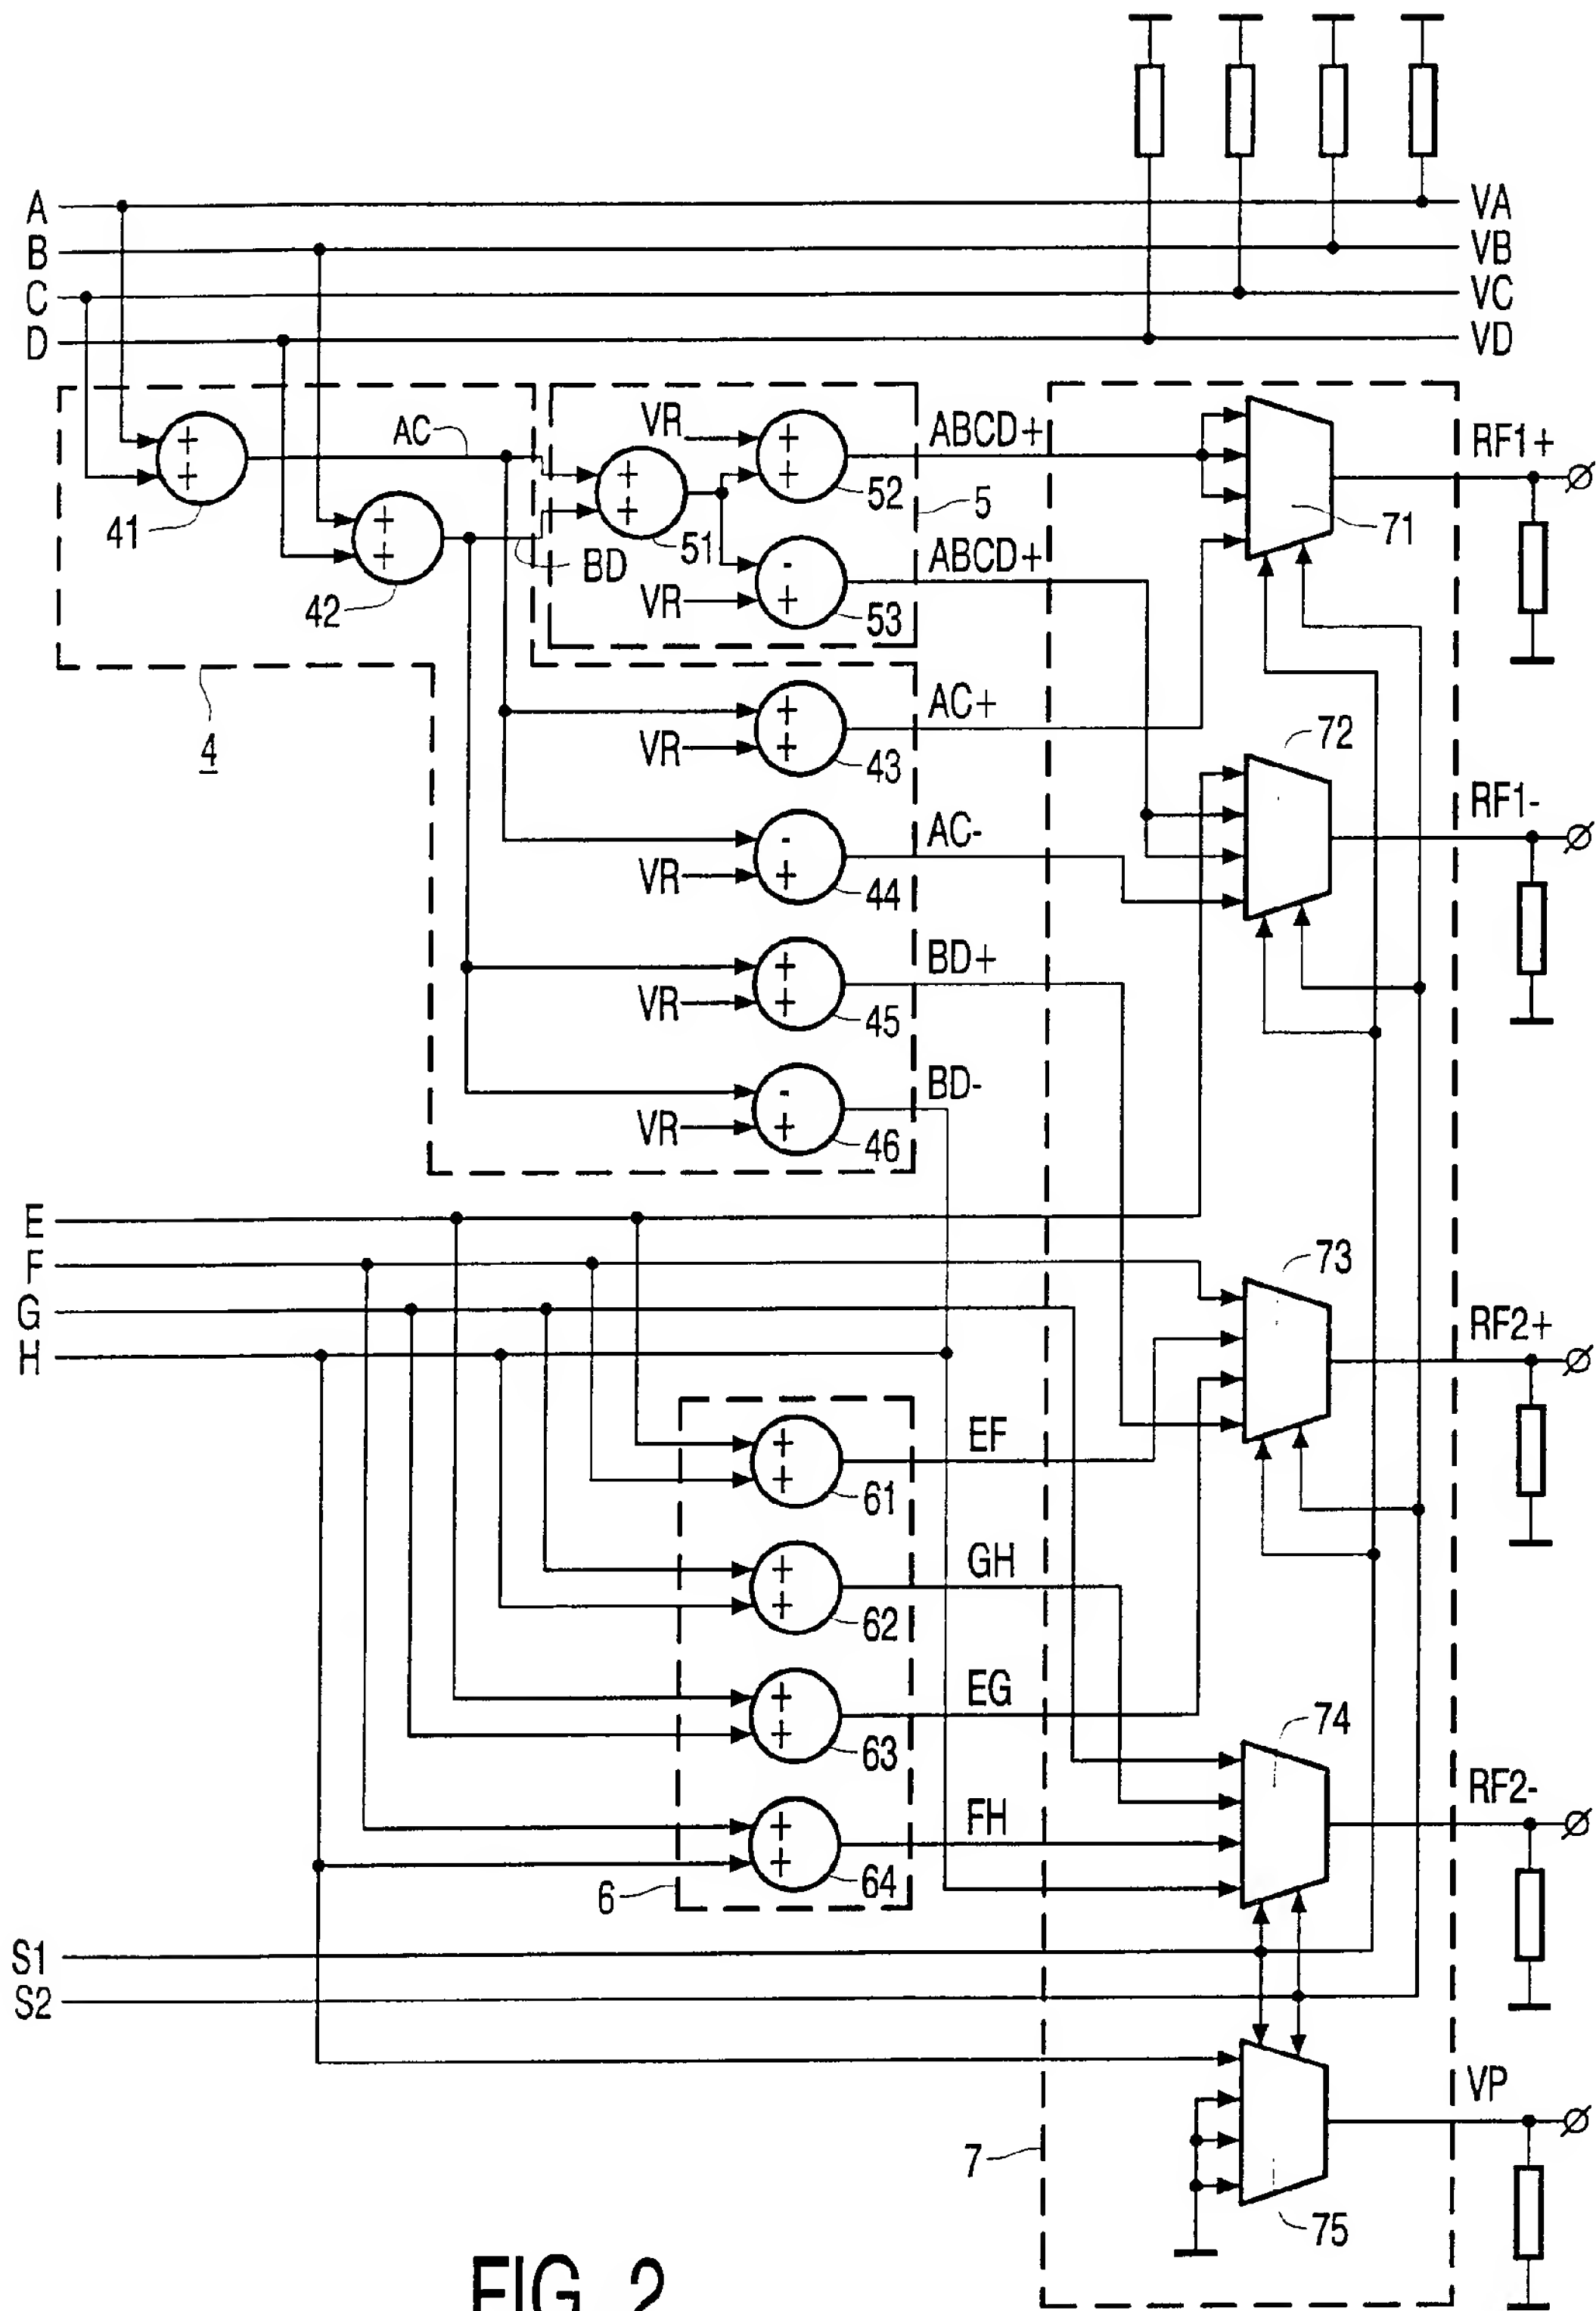 A VA
B VB
C VC
D VD
VR ABCD+ RF1+
AC
+ + + +
+ + + +
52 5
41 51 71
+ - ABCD+
+ BD VR +
42 53
AC+
+
4 VR + 43 72
RF1-
AC-
-
VR + 44
BD+
+
VR + 45
BD-
-
VR + 46
E
F 73
G RF2+
H
+ EF
+ 61
+ GH
+ 62
+ EG 74
+ 63
RF2-
+ FH
+ 64
6
S1
S2
VP
7
75
FIG. 2